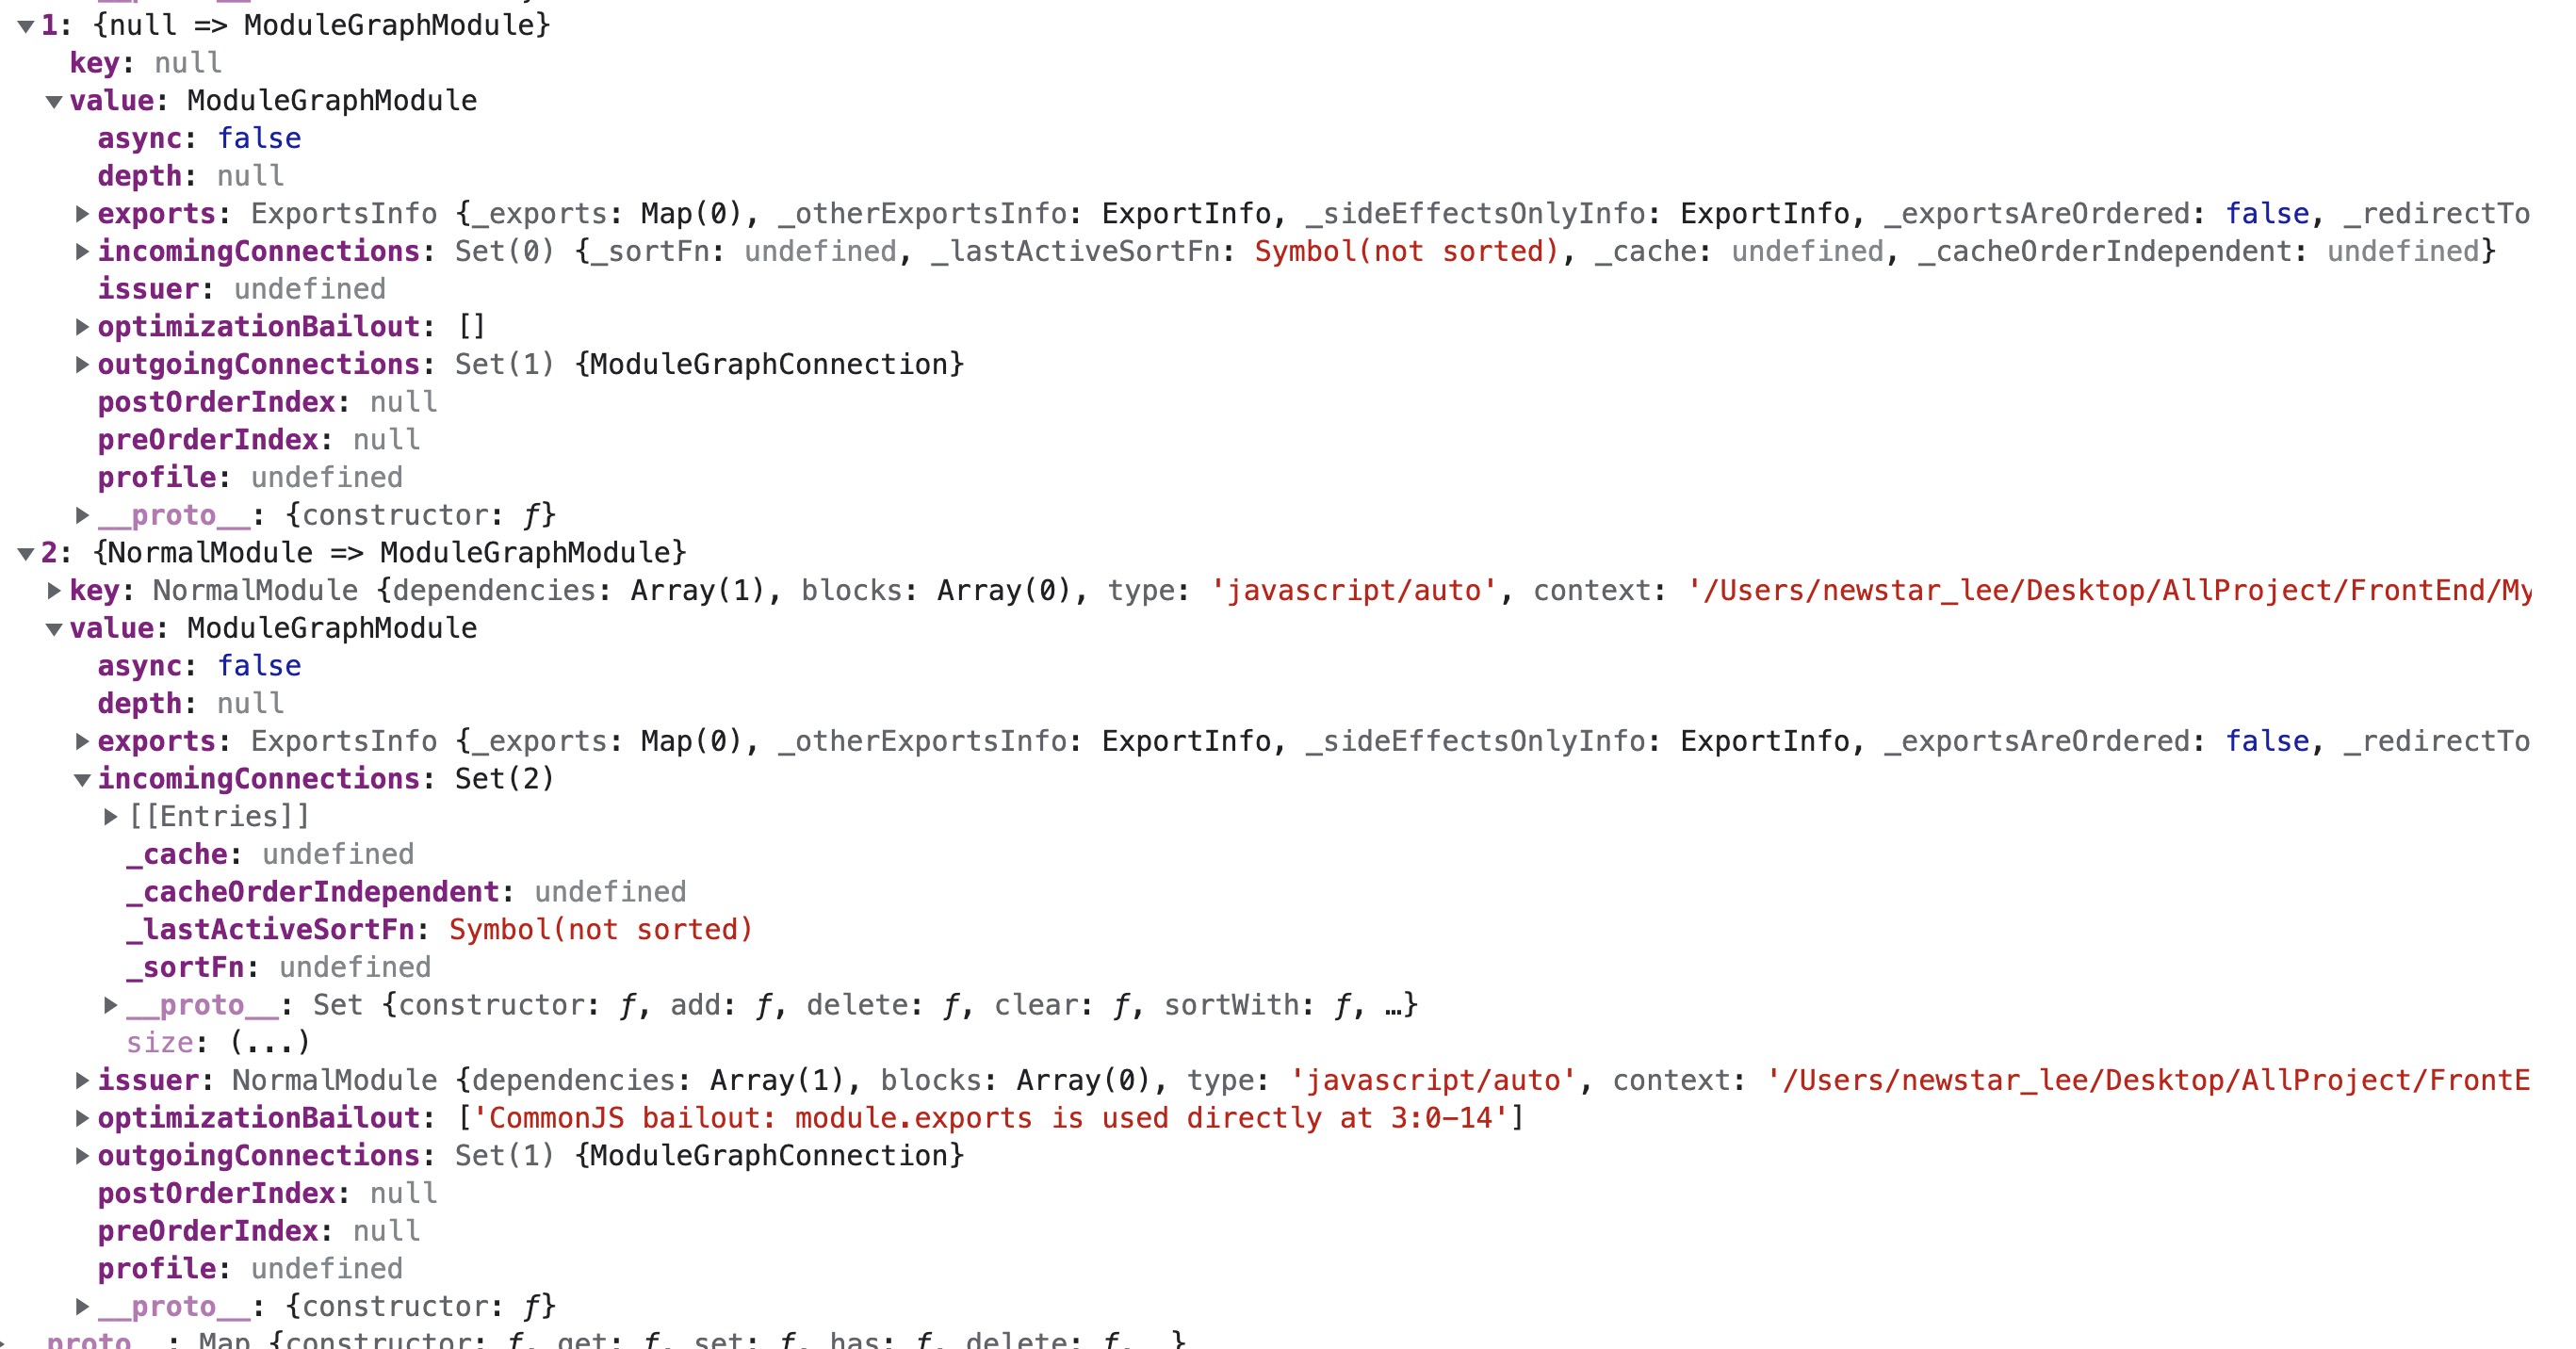 1: {null => ModuleGraphModule}
key: null
value: ModuleGraphModule
async: false
depth: null
exports: ExportsInfo {_exports: Map(0), _otherExportsInfo: ExportInfo, _sideEffectsOnlyInfo: ExportInfo, _exportsAreOrdered: false, _redirectTo
incomingConnections: Set(0) {_sortFn: undefined, _lastActiveSortFn: Symbol(not sorted), _cache: undefined, _cacheOrderIndependent: undefined}
issuer: undefined
optimizationBailout: []
outgoingConnections: Set(1) {ModuleGraphConnection}
postOrderIndex: null
preOrderIndex: null
profile: undefined
__proto__: {constructor: ƒ}
2: {NormalModule => ModuleGraphModule}
key: NormalModule {dependencies: Array(1), blocks: Array(0), type: 'javascript/auto', context: '/Users/newstar_lee/Desktop/AllProject/FrontEnd/My
value: ModuleGraphModule
async: false
depth: null
exports: ExportsInfo {_exports: Map(0), _otherExportsInfo: ExportInfo, _sideEffectsOnlyInfo: ExportInfo, _exportsAreOrdered: false, _redirectTo
incomingConnections: Set(2)
[[Entries]]
_cache: undefined
_cacheOrderIndependent: undefined
_lastActiveSortFn: Symbol(not sorted)
_sortFn: undefined
__proto__: Set {constructor: ƒ, add: ƒ, delete: ƒ, clear: ƒ, sortWith: ƒ, …}
size: (...)
issuer: NormalModule {dependencies: Array(1), blocks: Array(0), type: 'javascript/auto', context: '/Users/newstar_lee/Desktop/AllProject/FrontE
optimizationBailout: ['CommonJS bailout: module.exports is used directly at 3:0-14']
outgoingConnections: Set(1) {ModuleGraphConnection}
postOrderIndex: null
preOrderIndex: null
profile: undefined
__proto__: {constructor: ƒ}
__proto__: Map {constructor: ƒ, get: ƒ, set: ƒ, has: ƒ, delete: ƒ, …}